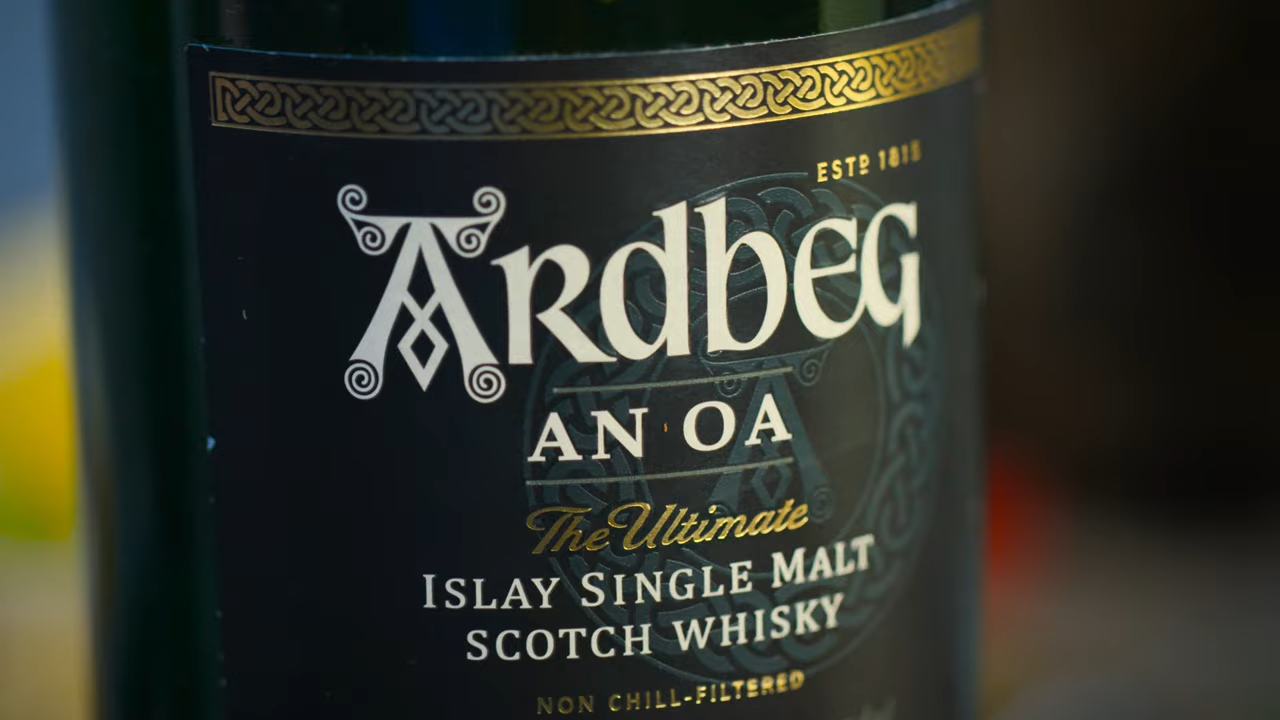 ESTD 1815
ARdbEG
AN OA
The Ultimate
ISLAY SINGLE MALT
SCOTCH WHISKY
NON CHILL-FILTERED